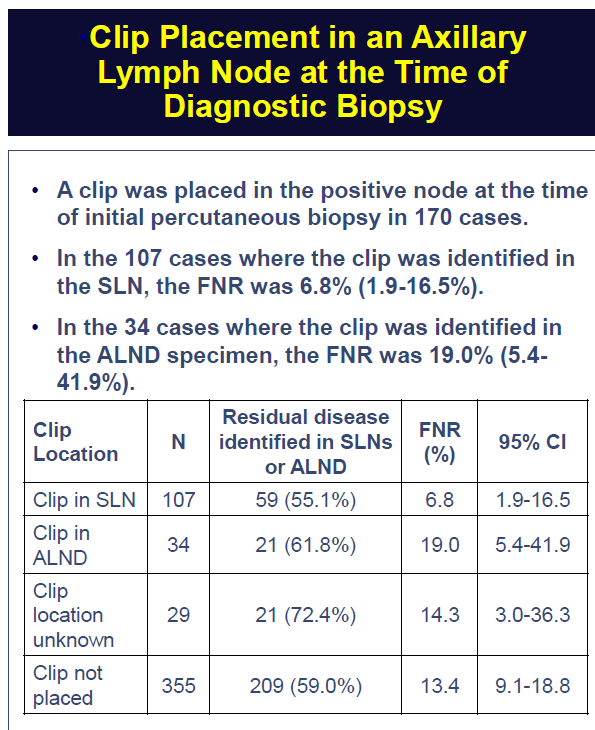 Clip Placement in an Axillary
Lymph Node at the Time of
Diagnostic Biopsy
• A clip was placed in the positive node at the time
of initial percutaneous biopsy in 170 cases.
• In the 107 cases where the clip was identified in
the SLN, the FNR was 6.8% (1.9-16.5%).
• In the 34 cases where the clip was identified in
the ALND specimen, the FNR was 19.0% (5.4-
41.9%).
Clip
Location
N
Residual disease
identified in SLNs
or ALND
FNR
(%)
95% CI
Clip in SLN
107
59 (55.1%)
6.8
1.9-16.5
Clip in
ALND
34
21 (61.8%)
19.0
5.4-41.9
Clip
location
unknown
29
21 (72.4%)
14.3
3.0-36.3
Clip not
placed
355
209 (59.0%)
13.4
9.1-18.8